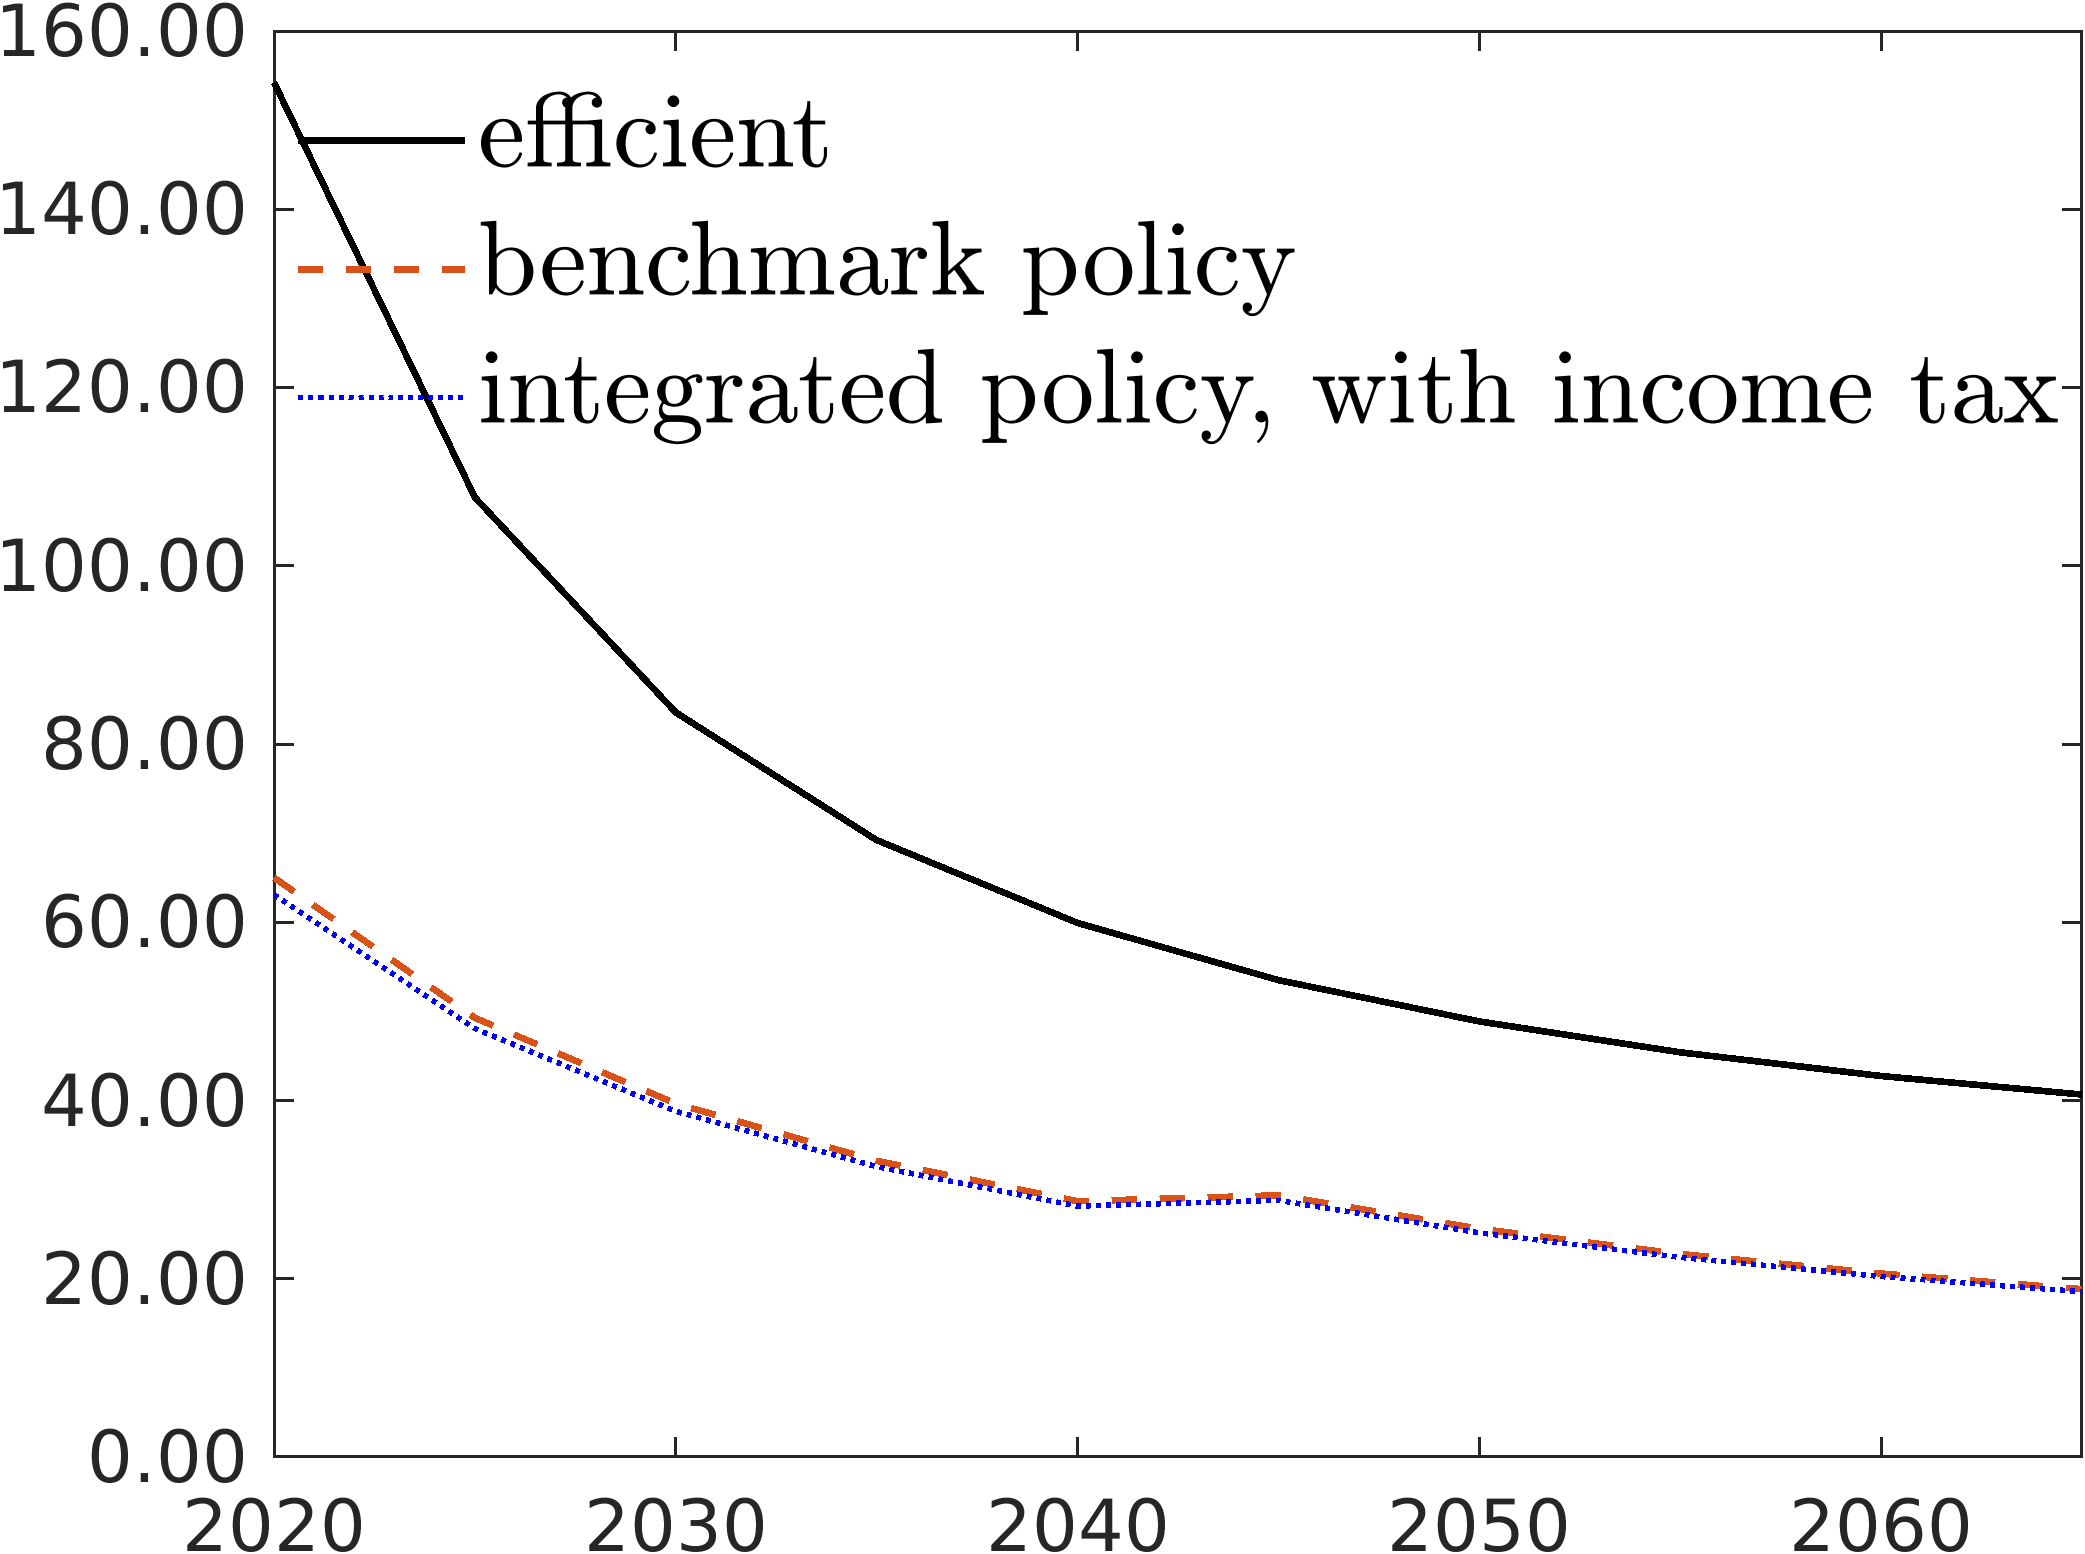 160.00
efficient
140.00
benchmark policy
120.00
integrated policy, with income tax
100.00
80.00
60.00
40.00
20.00
0.00
2020 2030 2040 2050 2060